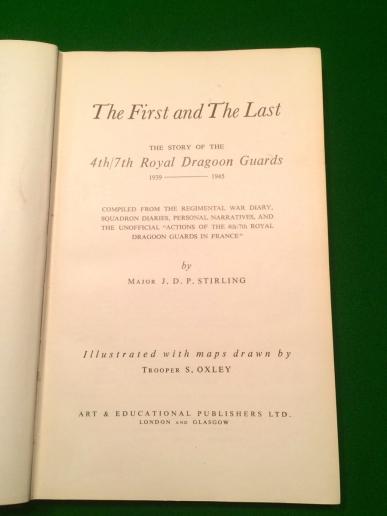 The First and The Last
THE STORY OF THE
4th/7th Royal Dragoon Guards
1939 ——— 1945
COMPILED FROM THE REGIMENTAL WAR DIARY,
SQUADRON DIARIES, PERSONAL NARRATIVES, AND
THE UNOFFICIAL "ACTIONS OF THE 4th/7th ROYAL
DRAGOON GUARDS IN FRANCE"
by
MAJOR J. D. P. STIRLING
Illustrated with maps drawn by
TROOPER S. OXLEY
ART & EDUCATIONAL PUBLISHERS LTD.
LONDON AND GLASGOW